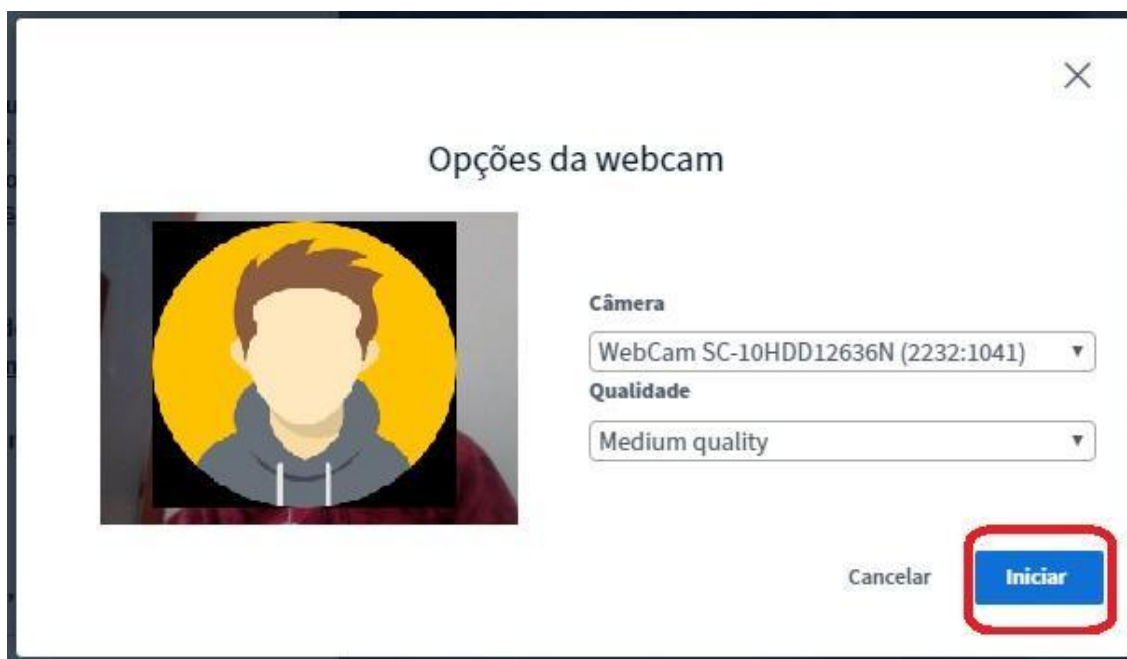 Opções da webcam
Câmera
WebCam SC-10HDD12636N (2232:1041)
Qualidade
Medium quality
Cancelar
Iniciar